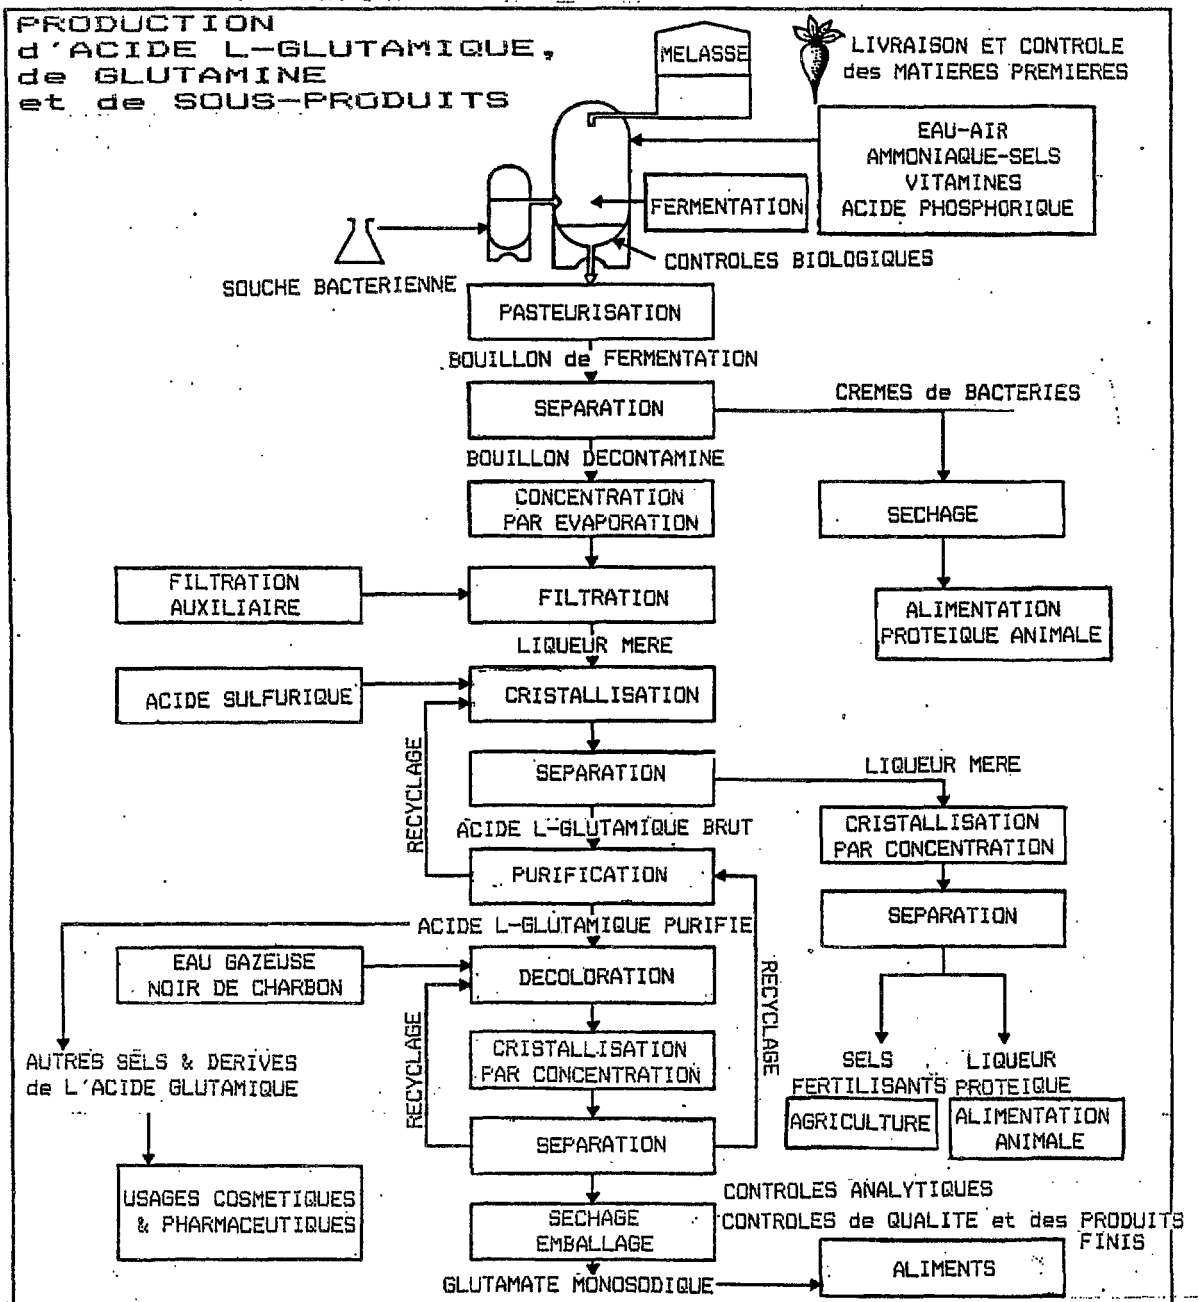 PRODUCTION
d'ACIDE L-GLUTAMIQUE,
de GLUTAMINE
et de SOUS-PRODUITS
MELASSE
LIVRAISON ET CONTROLE
des MATIERES PREMIERES
EAU-AIR
AMMONIAQUE-SELS
VITAMINES
ACIDE PHOSPHORIQUE
FERMENTATION
CONTROLES BIOLOGIQUES
SOUCHE BACTERIENNE
PASTEURISATION
BOUILLON de FERMENTATION
SEPARATION
CREMES de BACTERIES
BOUILLON DECONTAMINE
CONCENTRATION
PAR EVAPORATION
SECHAGE
FILTRATION
AUXILIAIRE
FILTRATION
ALIMENTATION
PROTEIQUE ANIMALE
LIQUEUR MERE
ACIDE SULFURIQUE
CRISTALLISATION
RECYCLAGE
SEPARATION
LIQUEUR MERE
ACIDE L-GLUTAMIQUE BRUT
CRISTALLISATION
PAR CONCENTRATION
PURIFICATION
SEPARATION
ACIDE L-GLUTAMIQUE PURIFIE
EAU GAZEUSE
NOIR DE CHARBON
DECOLORATION
RECYCLAGE
RECYCLAGE
CRISTALLISATION
PAR CONCENTRATION
AUTRES SELS & DERIVES
de L'ACIDE GLUTAMIQUE
SELS
FERTILISANTS
LIQUEUR
PROTEIQUE
AGRICULTURE
ALIMENTATION
ANIMALE
SEPARATION
USAGES COSMETIQUES
& PHARMACEUTIQUES
CONTROLES ANALYTIQUES
CONTROLES de QUALITE et des PRODUITS
FINIS
SECHAGE
EMBALLAGE
GLUTAMATE MONOSODIQUE
ALIMENTS